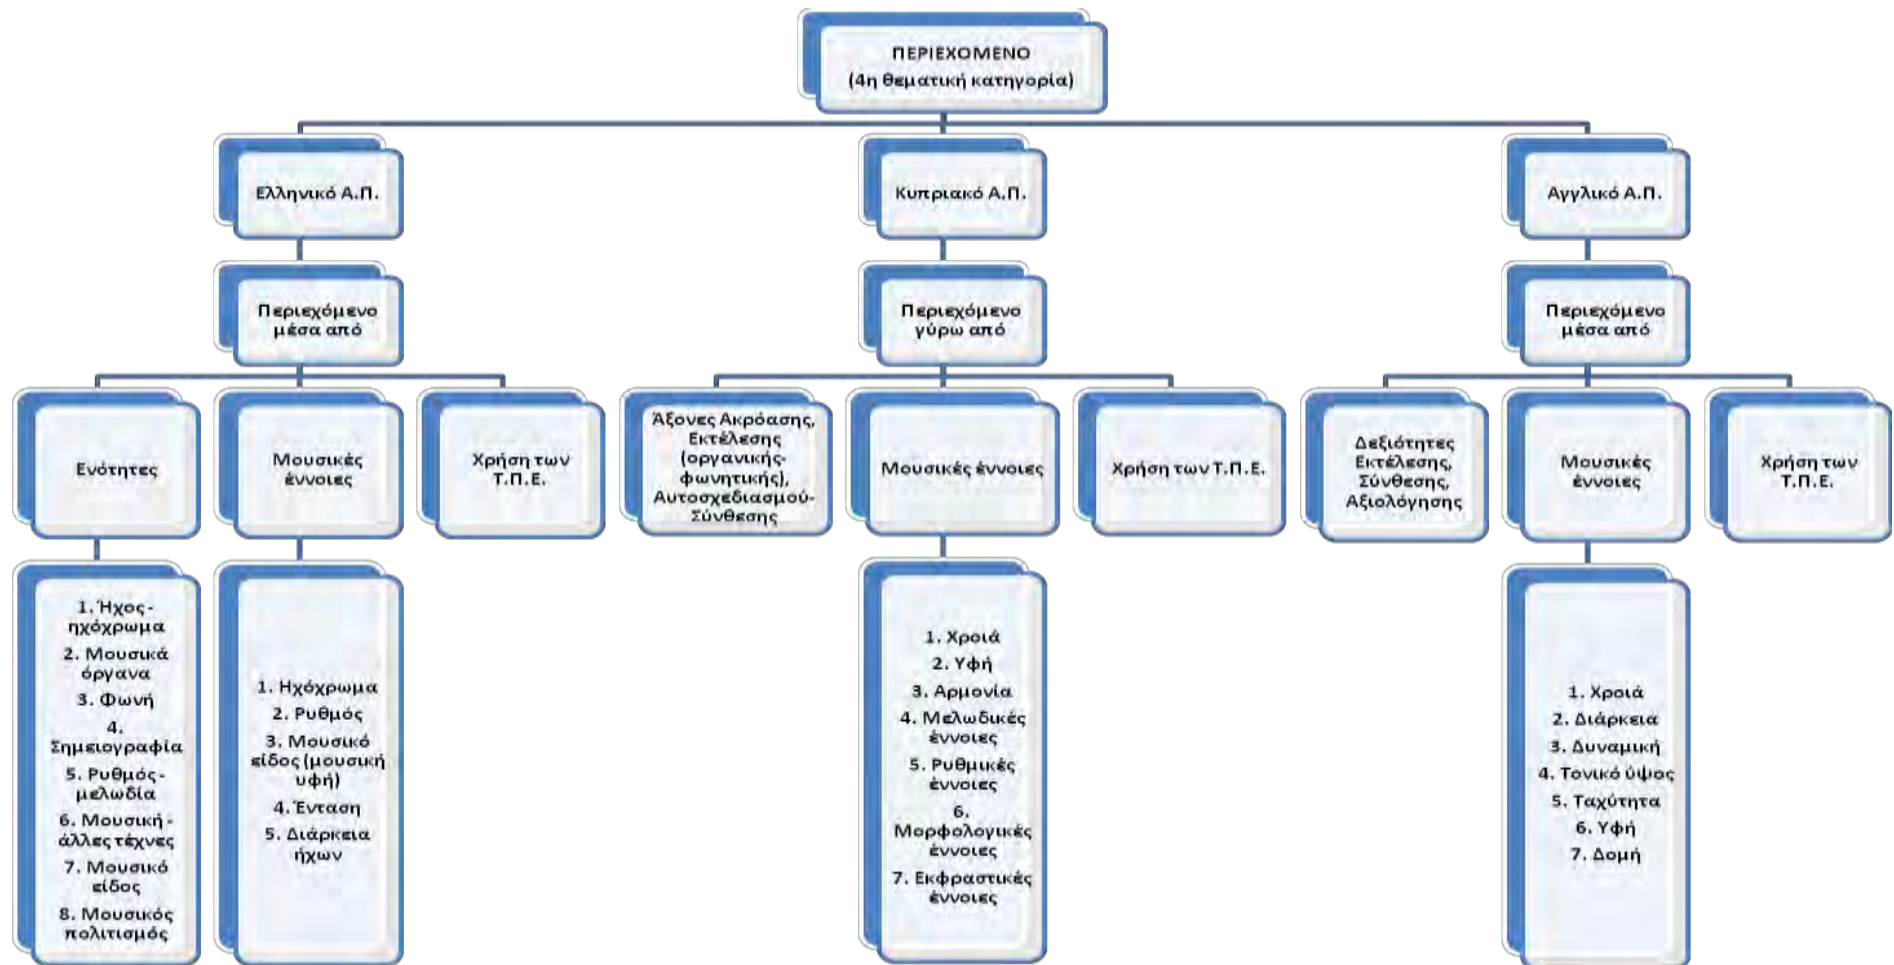 ΠΕΡΙΕΧΟΜΕΝΟ
(4η θεματική κατηγορία)
Ελληνικό Α.Π.
Κυπριακό Α.Π.
Αγγλικό Α.Π.
Περιεχόμενο
μέσα από
Περιεχόμενο
γύρω από
Περιεχόμενο
μέσα από
Ενότητες
Μουσικές
έννοιες
Χρήση των
Τ.Π.Ε.
Άξονες Ακρόασης,
Εκτέλεσης
(οργανικής-
φωνητικής),
Αυτοσχεδιασμού-
Σύνθεσης
Μουσικές έννοιες
Χρήση των Τ.Π.Ε.
Δεξιότητες
Εκτέλεσης,
Σύνθεσης,
Αξιολόγησης
Μουσικές
έννοιες
Χρήση των
Τ.Π.Ε.
1. Ήχος -
ηχόχρωμα
2. Μουσικά
όργανα
3. Φωνή
4.
Σημειογραφία
5. Ρυθμός -
μελωδία
6. Μουσική -
άλλες τέχνες
7. Μουσικό
είδος
8. Μουσικός
πολιτισμός
1. Ηχόχρωμα
2. Ρυθμός
3. Μουσικό
είδος (μουσική
υφή)
4. Ένταση
5. Διάρκεια
ήχων
1. Χροιά
2. Υφή
3. Αρμονία
4. Μελωδικές
έννοιες
5. Ρυθμικές
έννοιες
6.
Μορφολογικές
έννοιες
7. Εκφραστικές
έννοιες
1. Χροιά
2. Διάρκεια
3. Δυναμική
4. Τονικό ύψος
5. Ταχύτητα
6. Υφή
7. Δομή